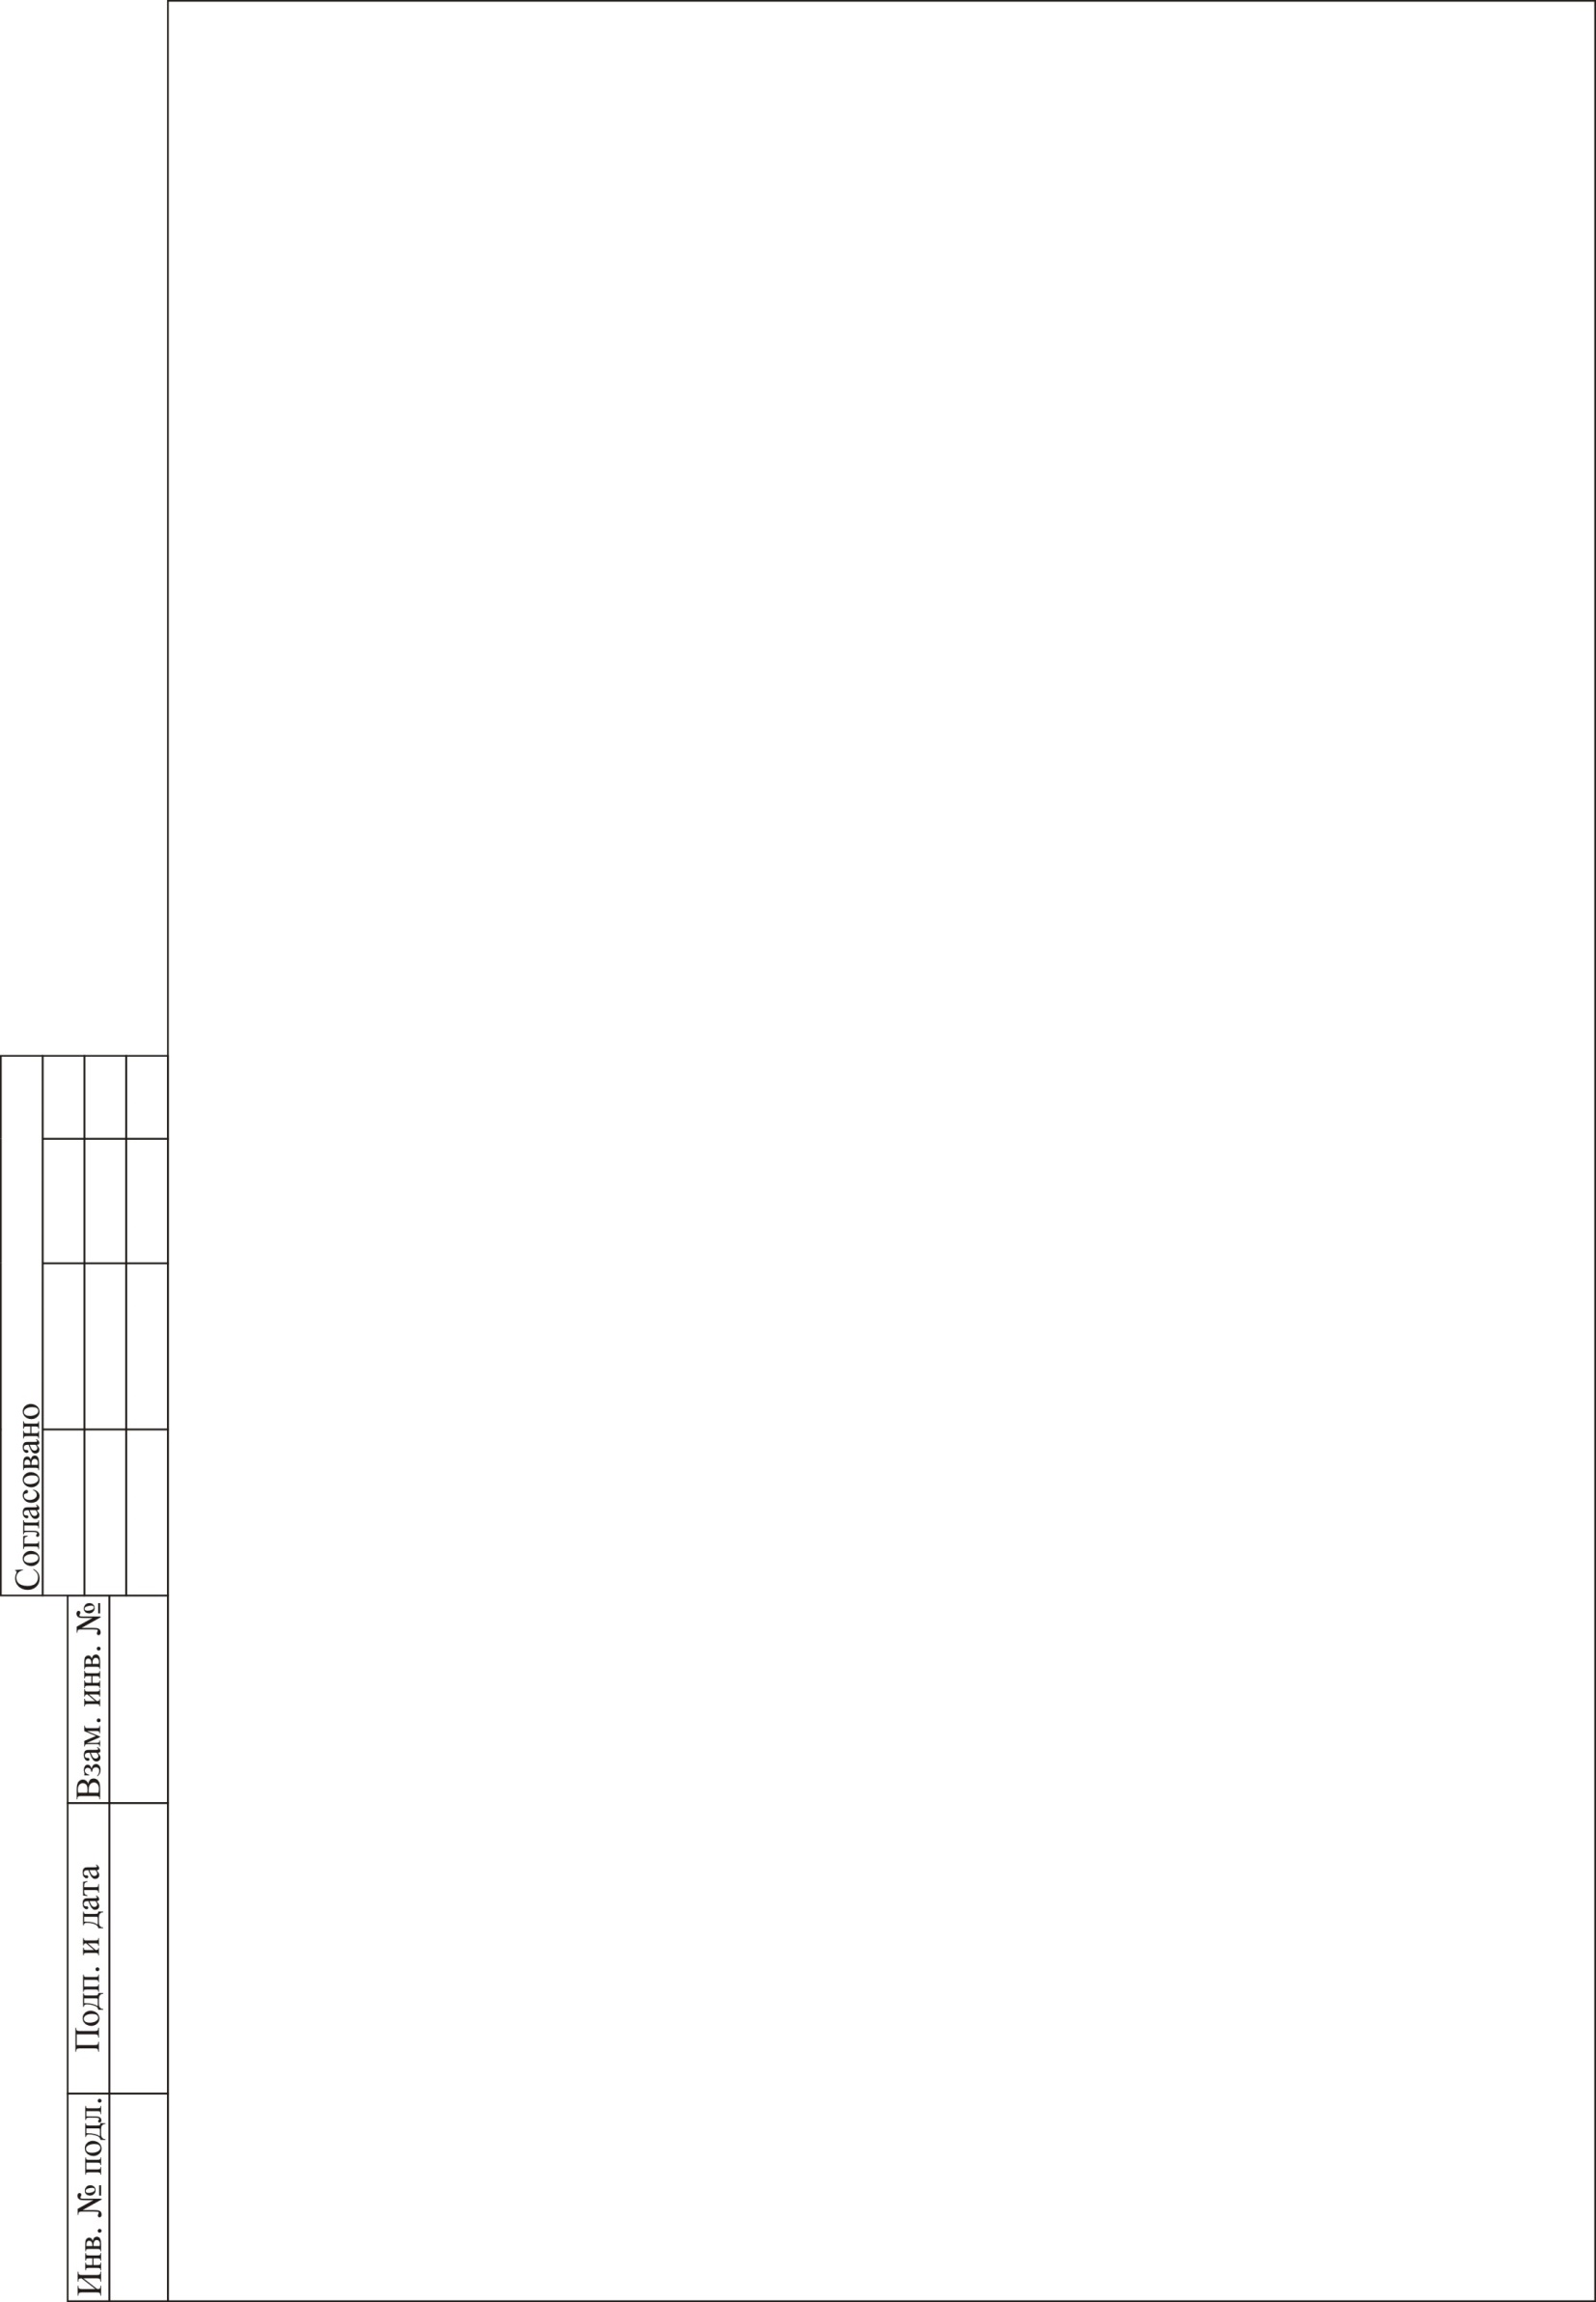 Согласовано
Взам. инв. №
Подп. и дата
Инв. № подл.